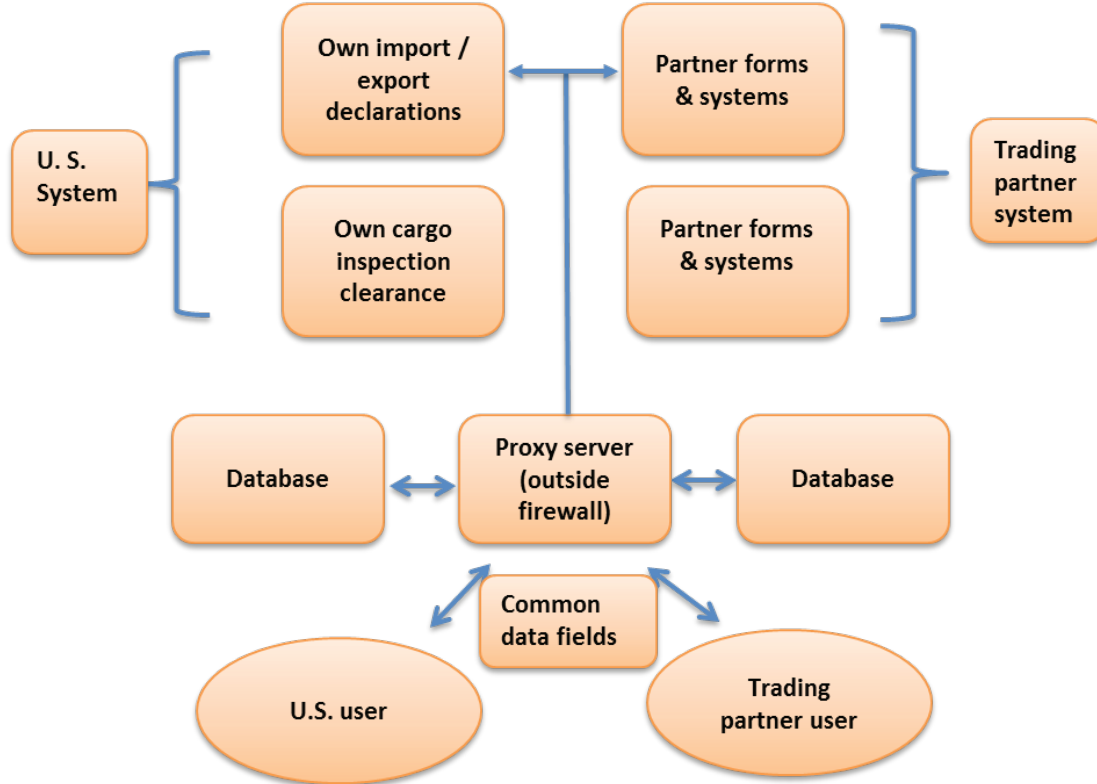 Own import /
export
declarations
Partner forms
& systems
U. S.
System
Trading
partner
system
Own cargo
inspection
clearance
Partner forms
& systems
Database
Proxy server
(outside
firewall)
Database
Common
data fields
U.S. user
Trading
partner user